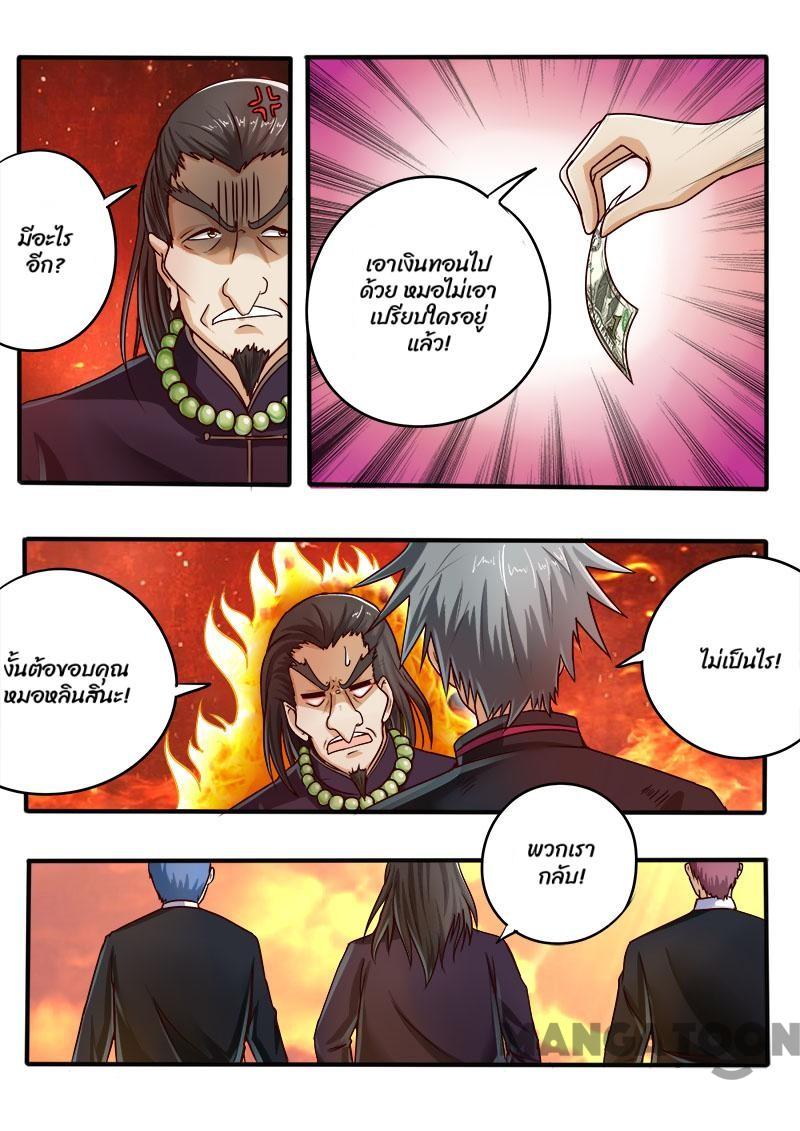 มีอะไร
อีก?
เอาเงินทอนไป
ด้วย หมอไม่เอา
เปรียบใครอยู่
แล้ว!
งั้นต้อขอบคุณ
หมอหลินสินะ!
ไม่เป็นไร!
พวกเรา
กลับ!
MANGATOON